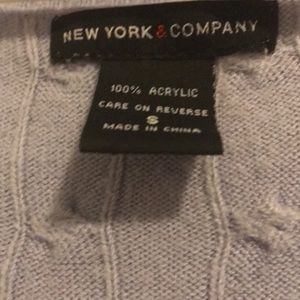 NEW YORK & COMPANY
100% ACRYLIC
CARE ON REVERSE
S
MADE IN CHINA